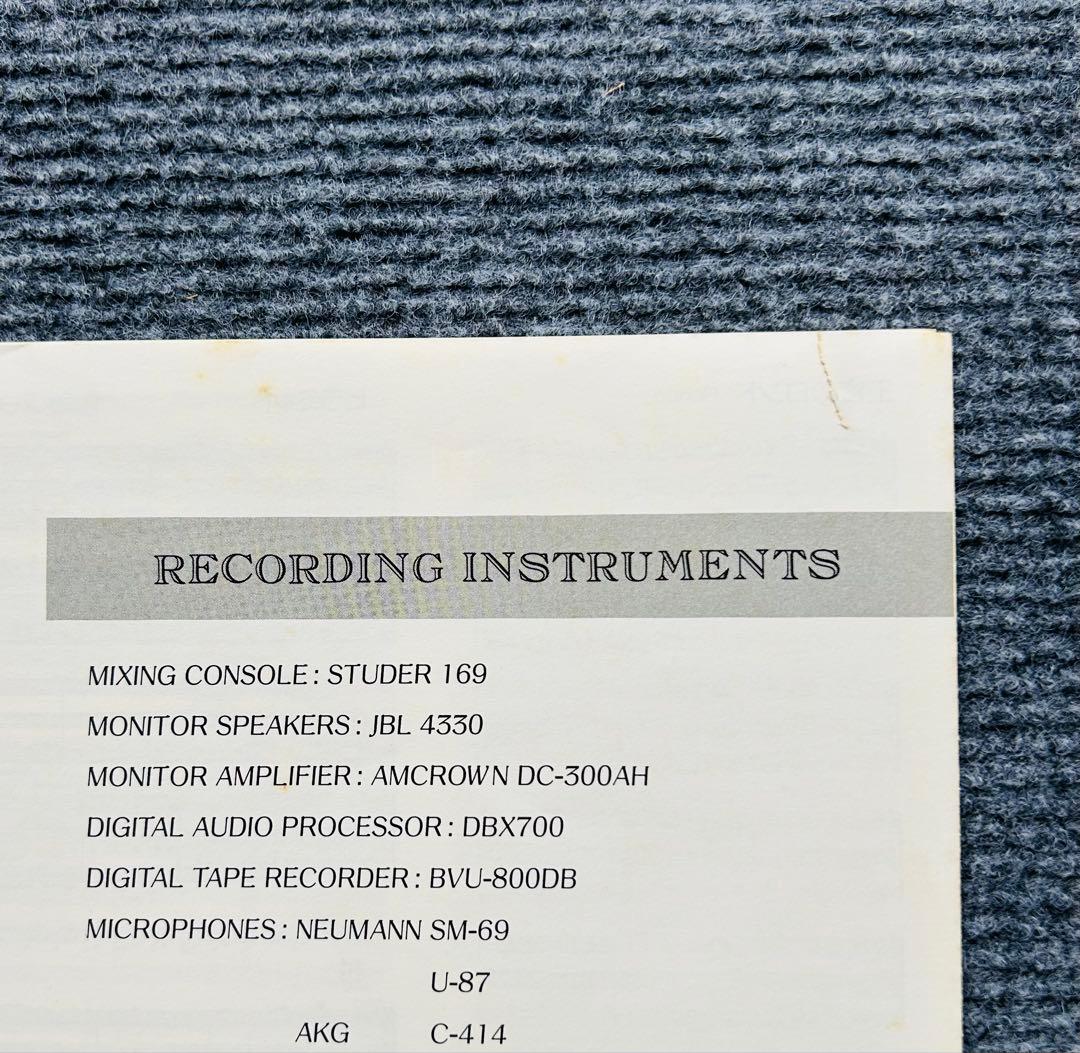 RECORDING INSTRUMENTS
MIXING CONSOLE : STUDER 169
MONITOR SPEAKERS : JBL 4330
MONITOR AMPLIFIER : AMCROWN DC-300AH
DIGITAL AUDIO PROCESSOR : DBX700
DIGITAL TAPE RECORDER : BVU-800DB
MICROPHONES : NEUMANN SM-69
U-87
AKG C-414